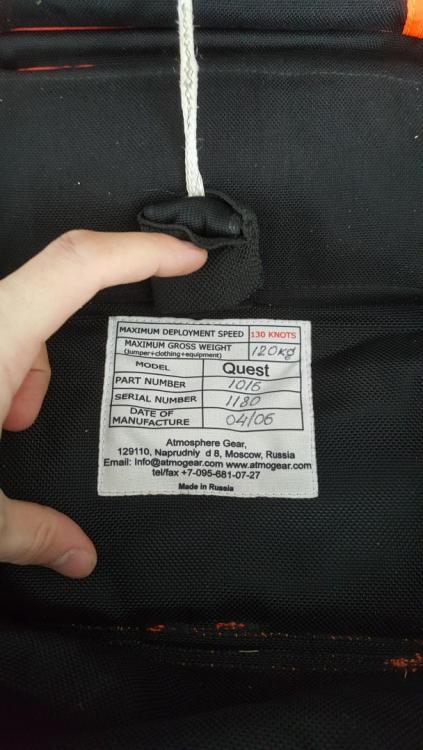 MAXIMUM DEPLOYMENT SPEED 130 KNOTS
MAXIMUM GROSS WEIGHT 120kg
(Jumper+clothing+equipment)
MODEL Quest
PART NUMBER 1016
SERIAL NUMBER 1180
DATE OF MANUFACTURE 04/06
Atmosphere Gear,
129110, Naprudniy d 8, Moscow, Russia
Email: info@atmogear.com www.atmogear.com
tel/fax +7-095-681-07-27
Made in Russia